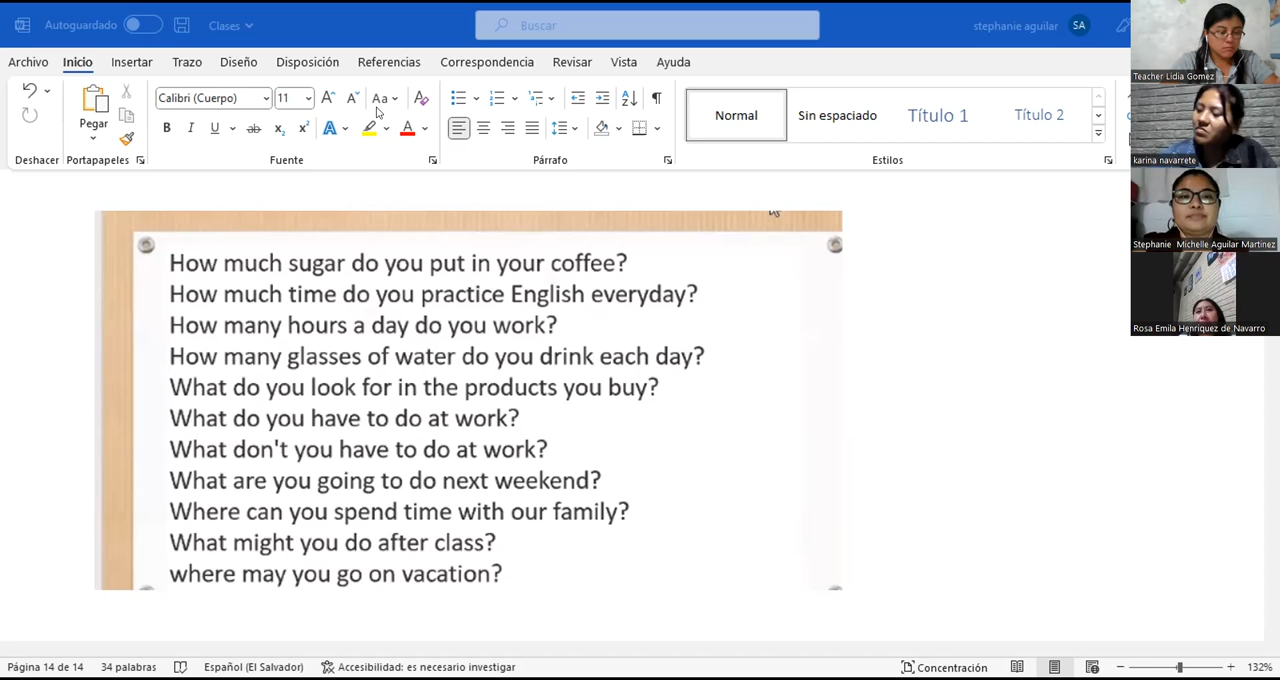 Autoguardado
Clases
Buscar
stephanie aguilar
SA
Archivo
Inicio
Insertar
Trazo
Diseño
Disposición
Referencias
Correspondencia
Revisar
Vista
Ayuda
Calibri (Cuerpo)
11
Aa
Pegar
N
K
S
ab
x₂
x²
A
A
Normal
Sin espaciado
Título 1
Título 2
Deshacer
Portapapeles
Fuente
Párrafo
Estilos
Teacher Lidia Gomez
karina navarrete
Stephanie Michelle Aguilar Martinez
Rosa Emila Henriquez de Navarro
How much sugar do you put in your coffee?
How much time do you practice English everyday?
How many hours a day do you work?
How many glasses of water do you drink each day?
What do you look for in the products you buy?
What do you have to do at work?
What don't you have to do at work?
What are you going to do next weekend?
Where can you spend time with our family?
What might you do after class?
where may you go on vacation?
Página 14 de 14
34 palabras
Español (El Salvador)
Accesibilidad: es necesario investigar
Concentración
132%